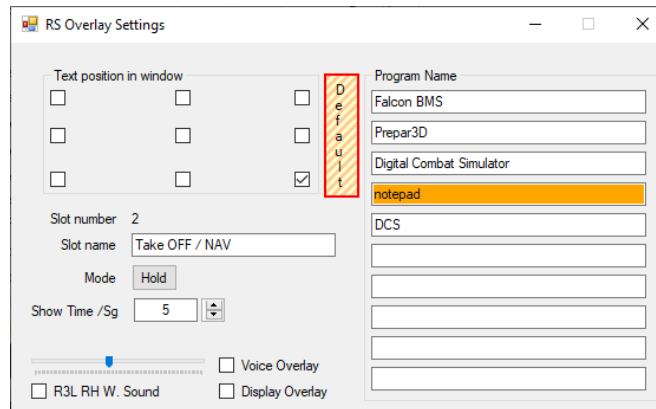 RS Overlay Settings
Text position in window
Default
Program Name
Falcon BMS
Prepar3D
Digital Combat Simulator
notepad
DCS
Slot number 2
Slot name Take OFF / NAV
Mode Hold
Show Time /Sg 5
Voice Overlay
R3L RH W. Sound
Display Overlay